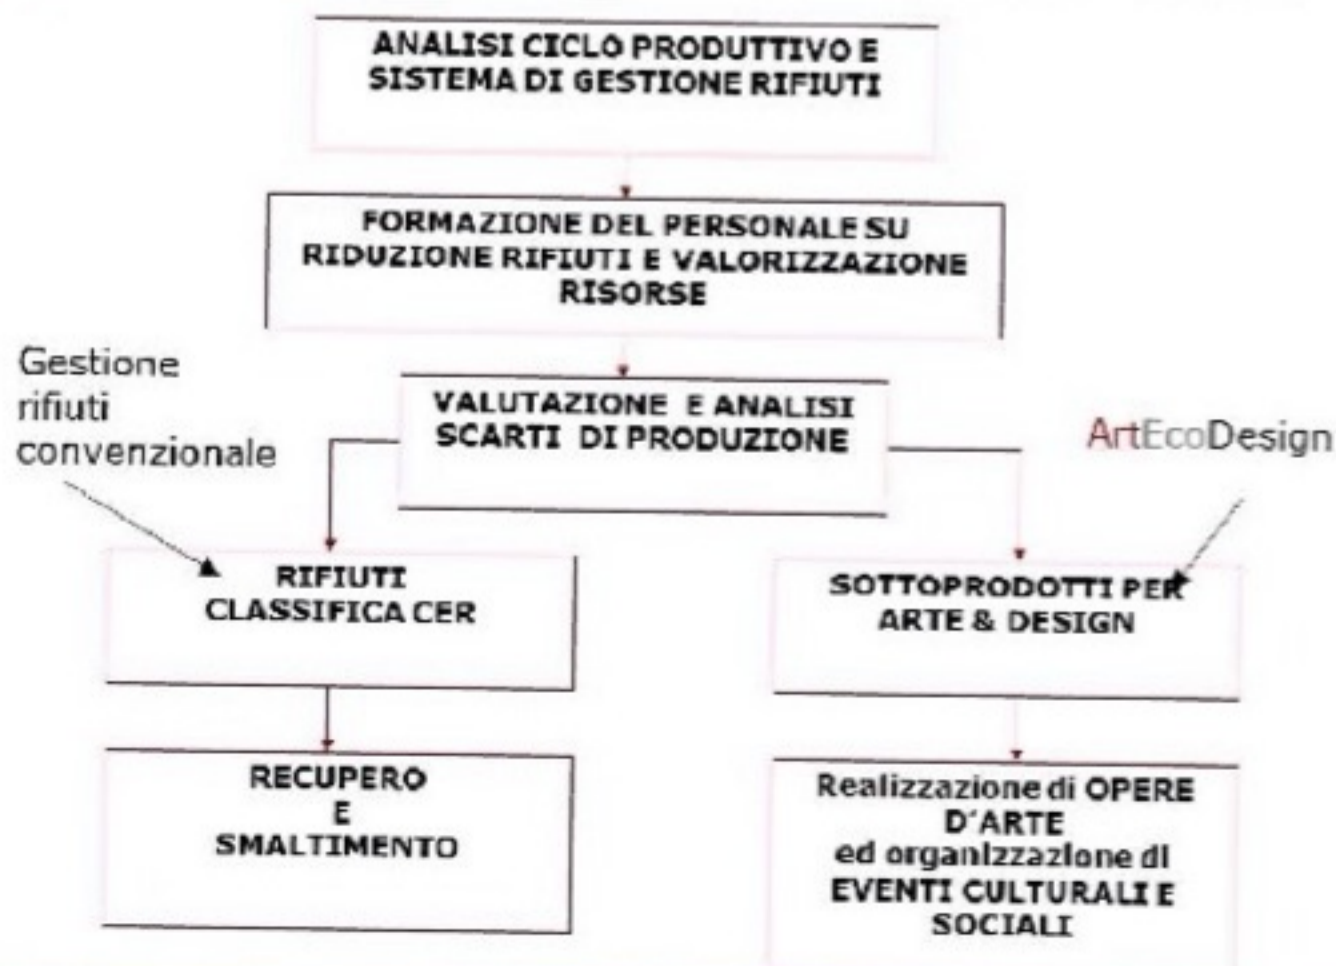 ANALISI CICLO PRODUTTIVO E
SISTEMA DI GESTIONE RIFIUTI
FORMAZIONE DEL PERSONALE SU
RIDUZIONE RIFIUTI E VALORIZZAZIONE
RISORSE
Gestione
rifiuti
convenzionale
VALUTAZIONE E ANALISI
SCARTI DI PRODUZIONE
ArtEcoDesign
RIFIUTI
CLASSIFICA CER
SOTTOPRODOTTI PER
ARTE & DESIGN
RECUPERO
E
SMALTIMENTO
Realizzazione di OPERE
D'ARTE
ed organizzazione di
EVENTI CULTURALI E
SOCIALI